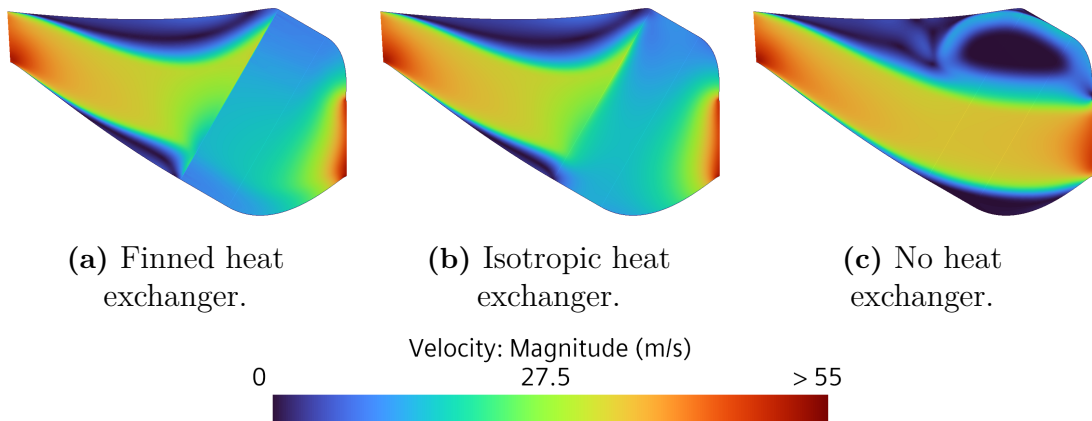 (a) Finned heat
exchanger.
(b) Isotropic heat
exchanger.
(c) No heat
exchanger.
Velocity: Magnitude (m/s)
0 27.5 > 55